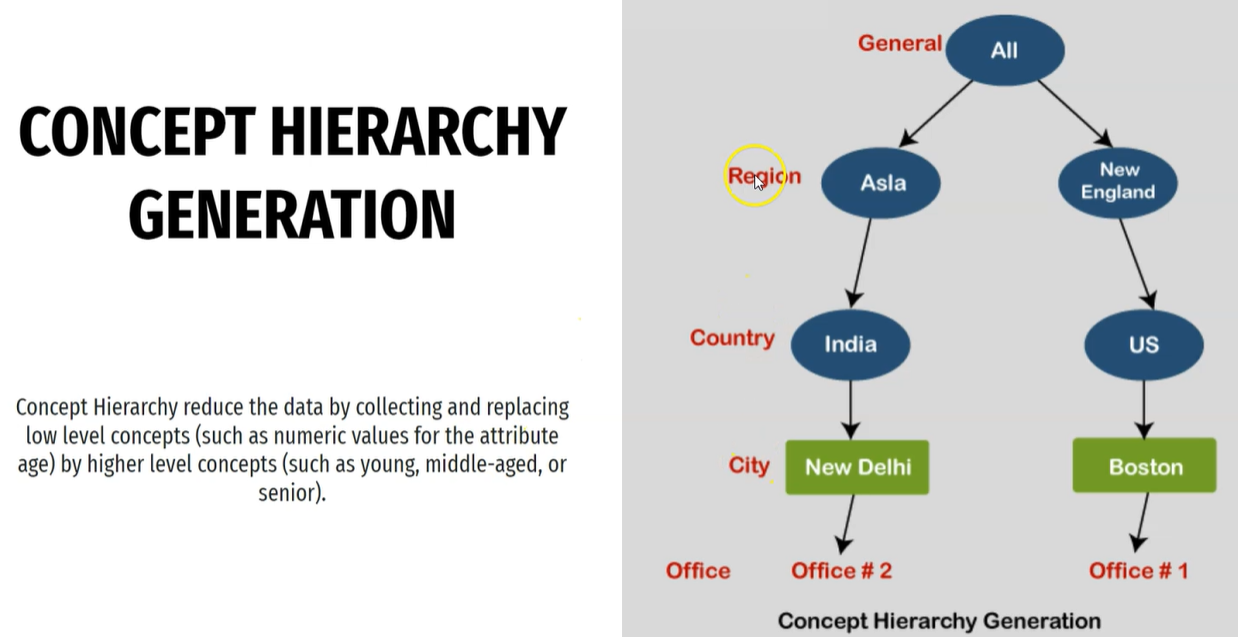 CONCEPT HIERARCHY
GENERATION
Concept Hierarchy reduce the data by collecting and replacing
low level concepts (such as numeric values for the attribute
age) by higher level concepts (such as young, middle-aged, or
senior).
General
All
Region
Asla
New
England
Country
India
US
City
New Delhi
Boston
Office
Office # 2
Office # 1
Concept Hierarchy Generation